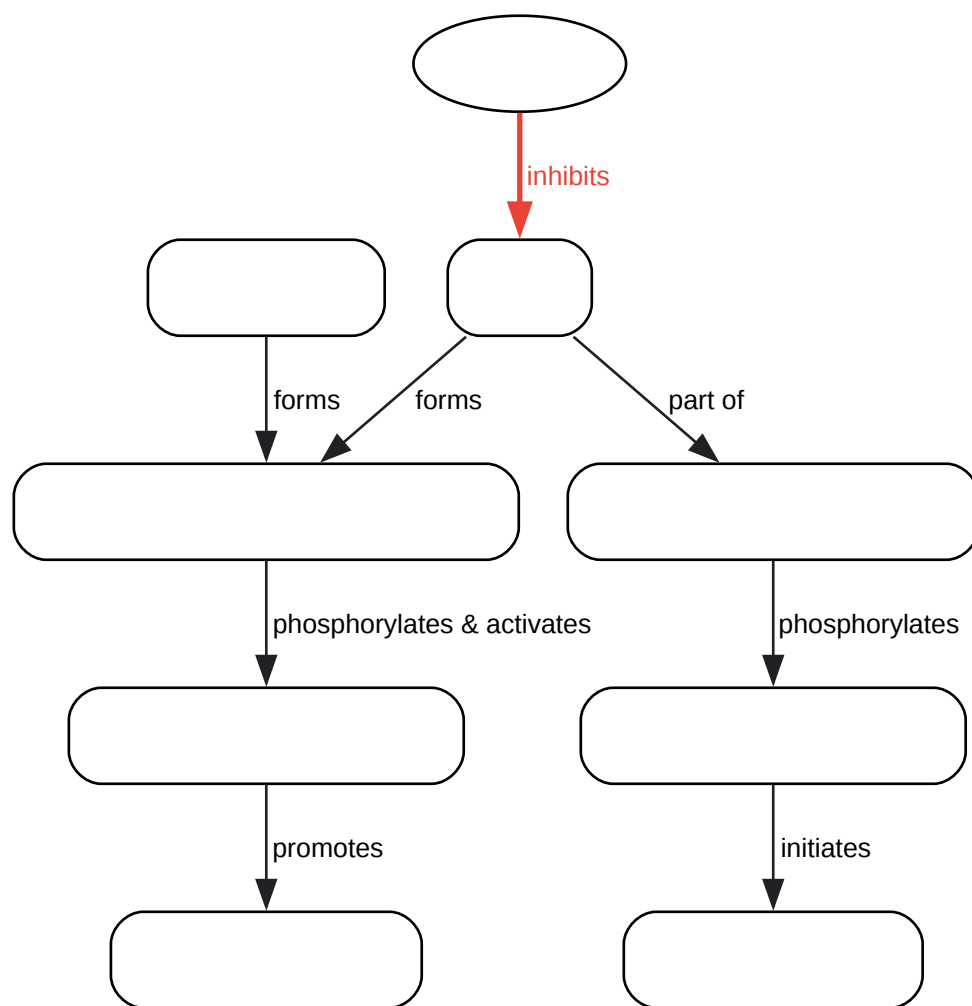 inhibits
forms
forms
part of
phosphorylates & activates
phosphorylates
promotes
initiates